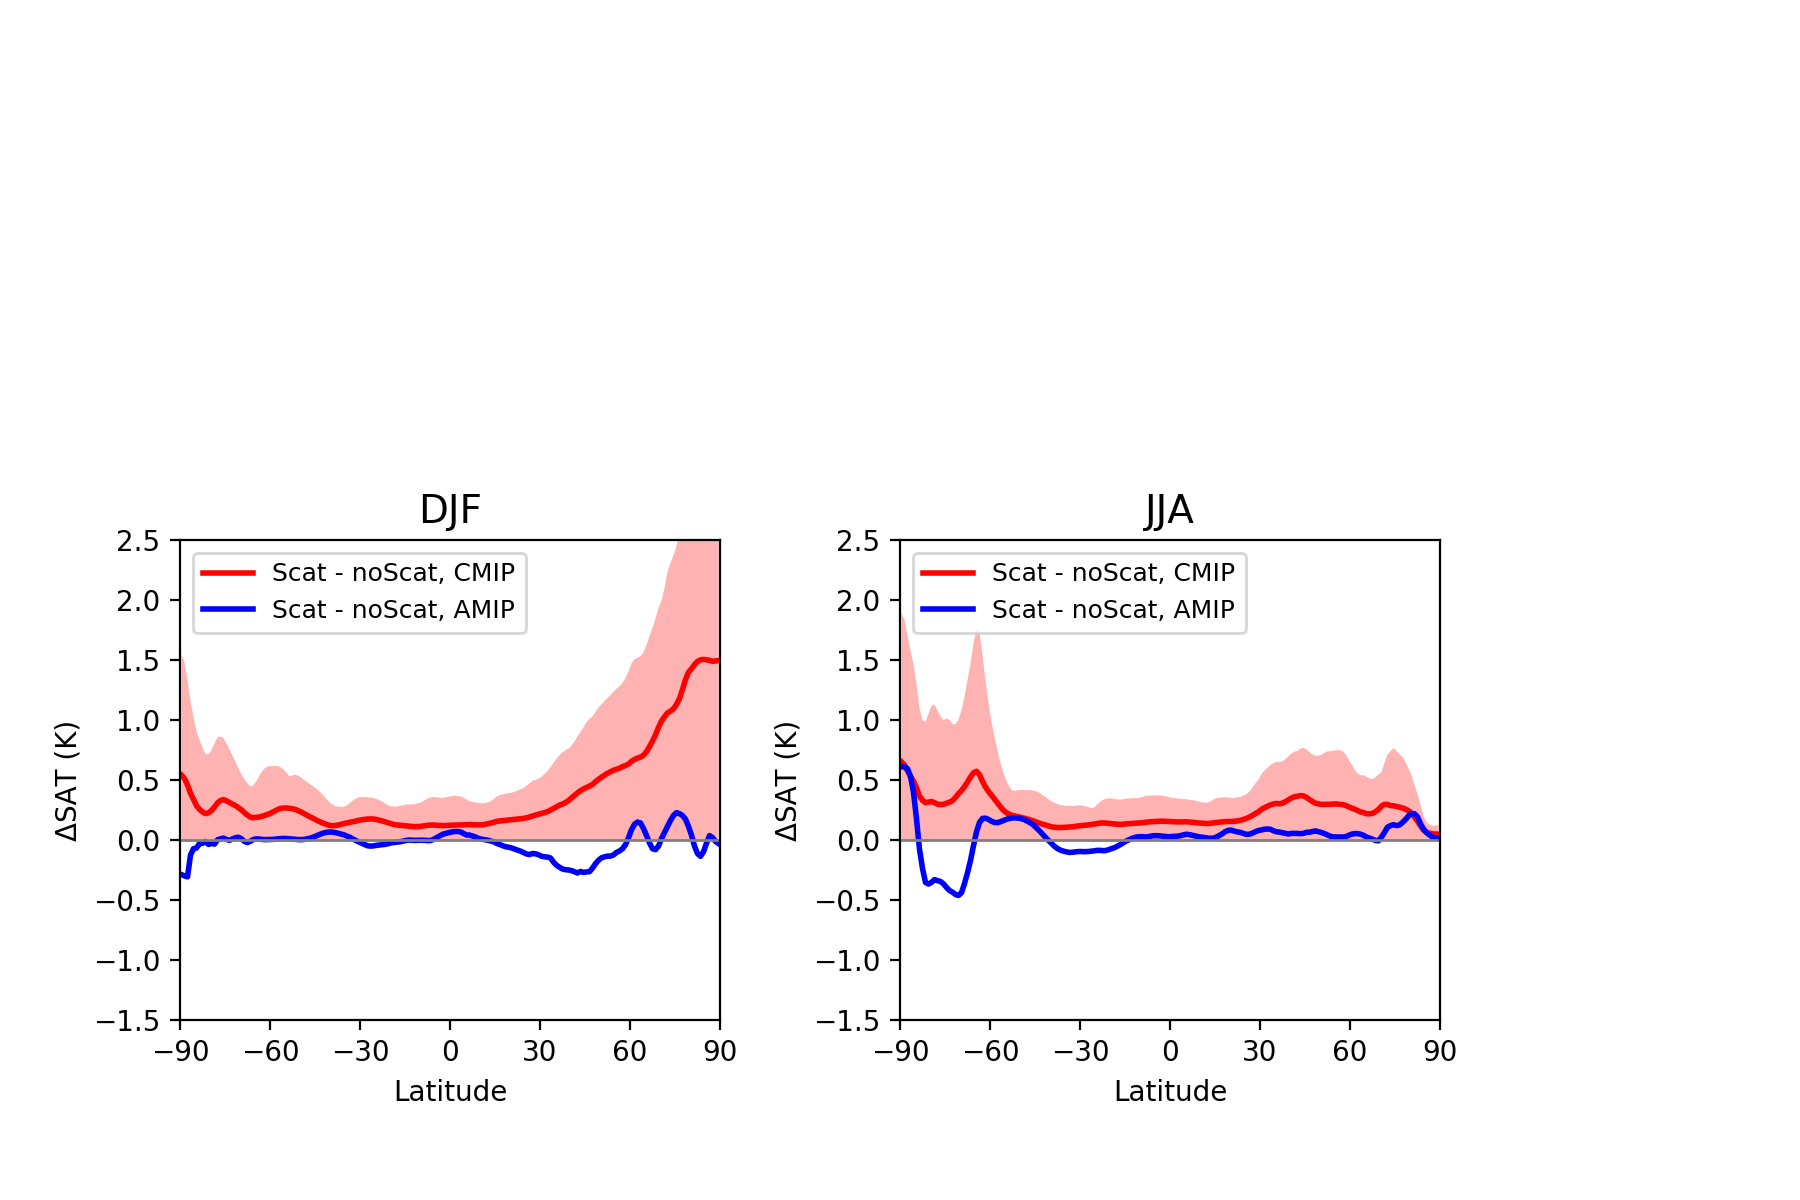 DJF
2.5
2.0
1.5
1.0
0.5
0.0
−0.5
−1.0
−1.5
ΔSAT (K)
Scat - noScat, CMIP
Scat - noScat, AMIP
−90 −60 −30 0 30 60 90
Latitude
JJA
2.5
2.0
1.5
1.0
0.5
0.0
−0.5
−1.0
−1.5
ΔSAT (K)
Scat - noScat, CMIP
Scat - noScat, AMIP
−90 −60 −30 0 30 60 90
Latitude